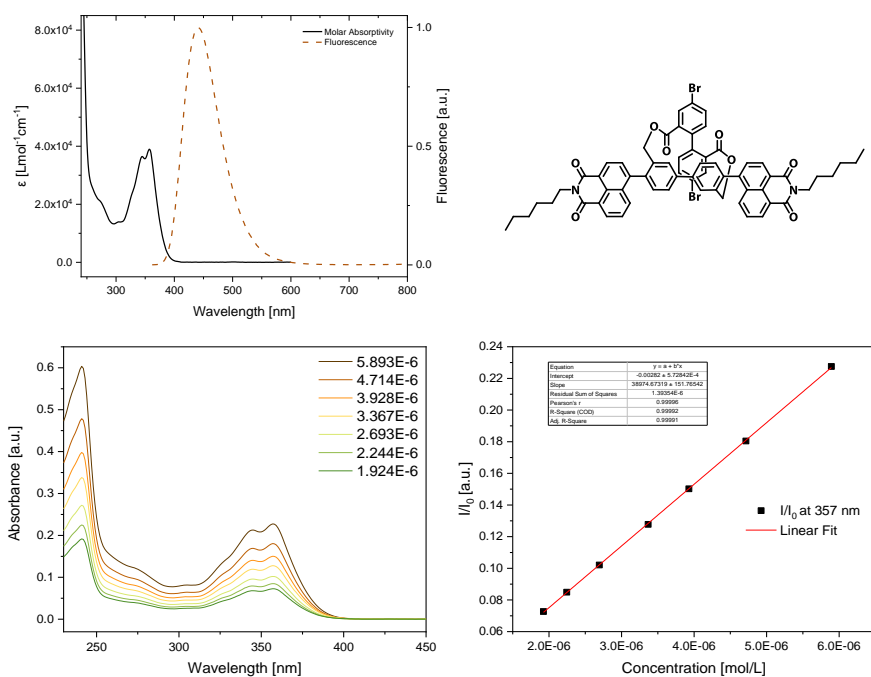 8.0x10⁴
6.0x10⁴
4.0x10⁴
2.0x10⁴
0.0
ε [Lmol⁻¹cm⁻¹]
Molar Absorptivity
Fluorescence
1.0
0.5
0.0
Fluorescence [a.u.]
300 400 500 600 700 800
Wavelength [nm]
Br
O O O
O
O O
N N
Br
O O
0.6
0.5
0.4
0.3
0.2
0.1
0.0
Absorbance [a.u.]
5.893E-6
4.714E-6
3.928E-6
3.367E-6
2.693E-6
2.244E-6
1.924E-6
250 300 350 400 450
Wavelength [nm]
0.24
0.22
0.20
0.18
0.16
0.14
0.12
0.10
0.08
0.06
I/I₀ [a.u.]
Equation y = a + b*x
Intercept -0.00282 ± 5.72842E-4
Slope 38974.67319 ± 151.76542
Residual Sum of Squares 1.39354E-6
Pearson's r 0.99996
R-Square (COD) 0.99992
Adj. R-Square 0.99991
I/I₀ at 357 nm
Linear Fit
2.0E-06 3.0E-06 4.0E-06 5.0E-06 6.0E-06
Concentration [mol/L]